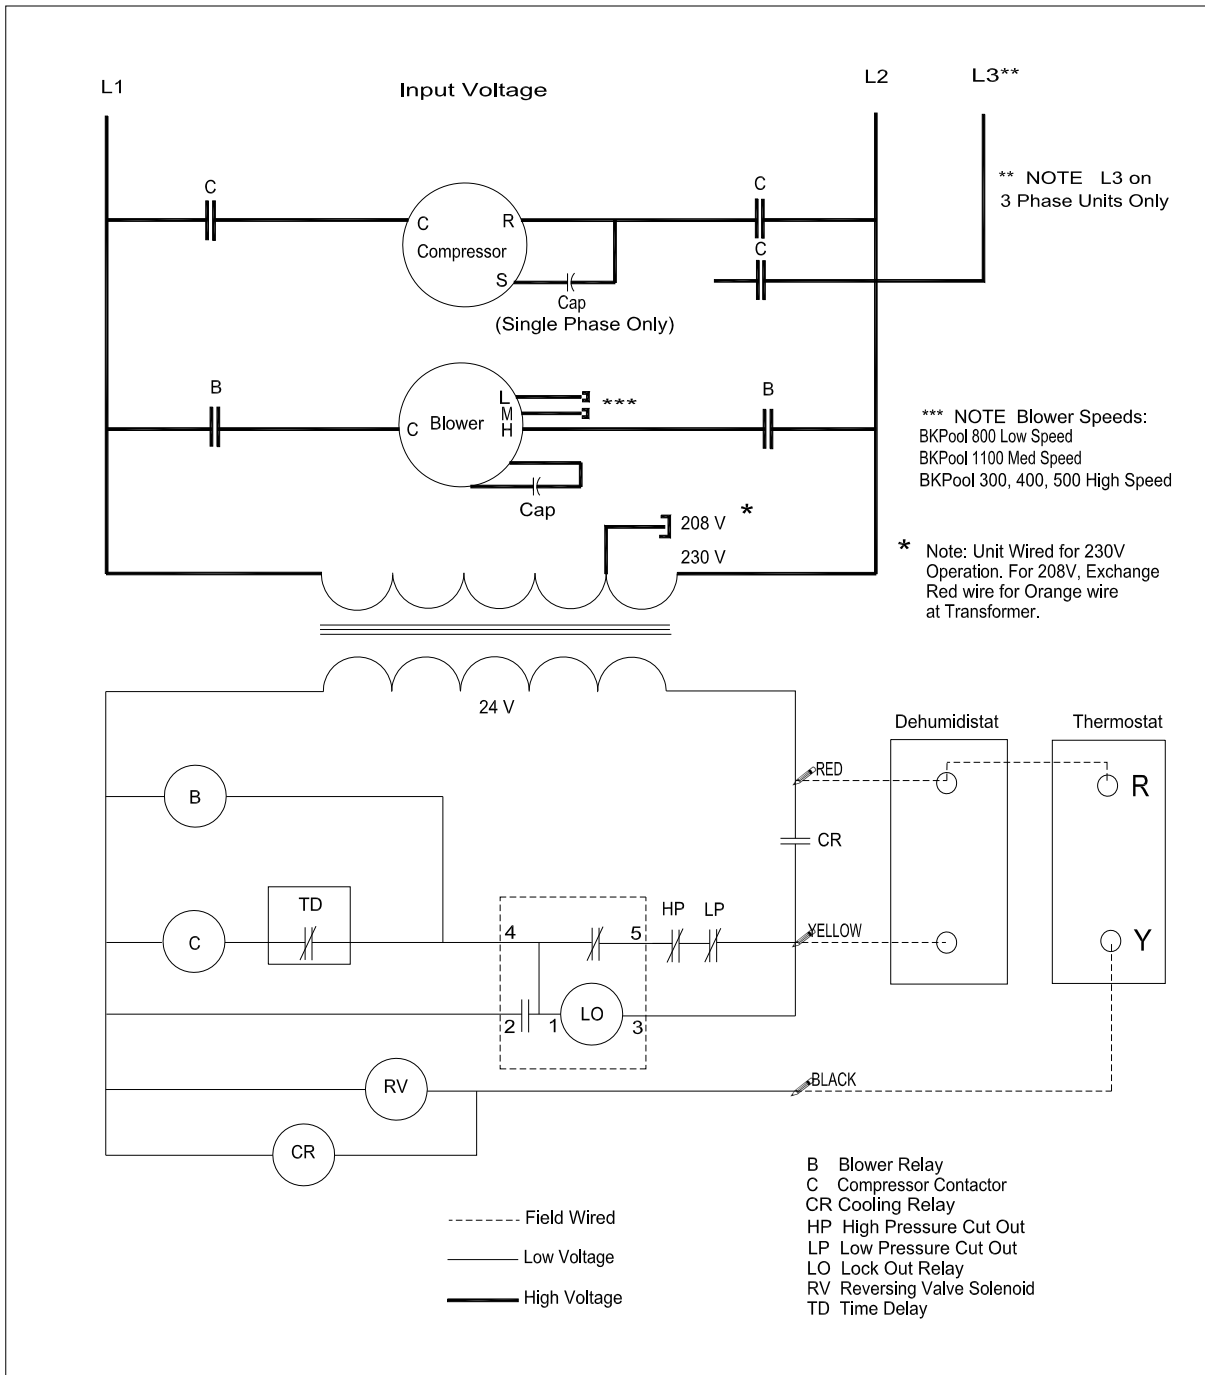 L1
Input Voltage
L2
L3**
** NOTE L3 on
3 Phase Units Only
C
C
C
C
R
Compressor
S
Cap
(Single Phase Only)
B
B
L
M
H
***
C
Blower
Cap
*** NOTE Blower Speeds:
BKPool 800 Low Speed
BKPool 1100 Med Speed
BKPool 300, 400, 500 High Speed
208 V *
230 V
* Note: Unit Wired for 230V
Operation. For 208V, Exchange
Red wire for Orange wire
at Transformer.
24 V
Dehumidistat
Thermostat
RED
R
B
CR
TD
HP
LP
C
4
5
YELLOW
Y
2
1
LO
3
RV
BLACK
CR
Field Wired
Low Voltage
High Voltage
B Blower Relay
C Compressor Contactor
CR Cooling Relay
HP High Pressure Cut Out
LP Low Pressure Cut Out
LO Lock Out Relay
RV Reversing Valve Solenoid
TD Time Delay